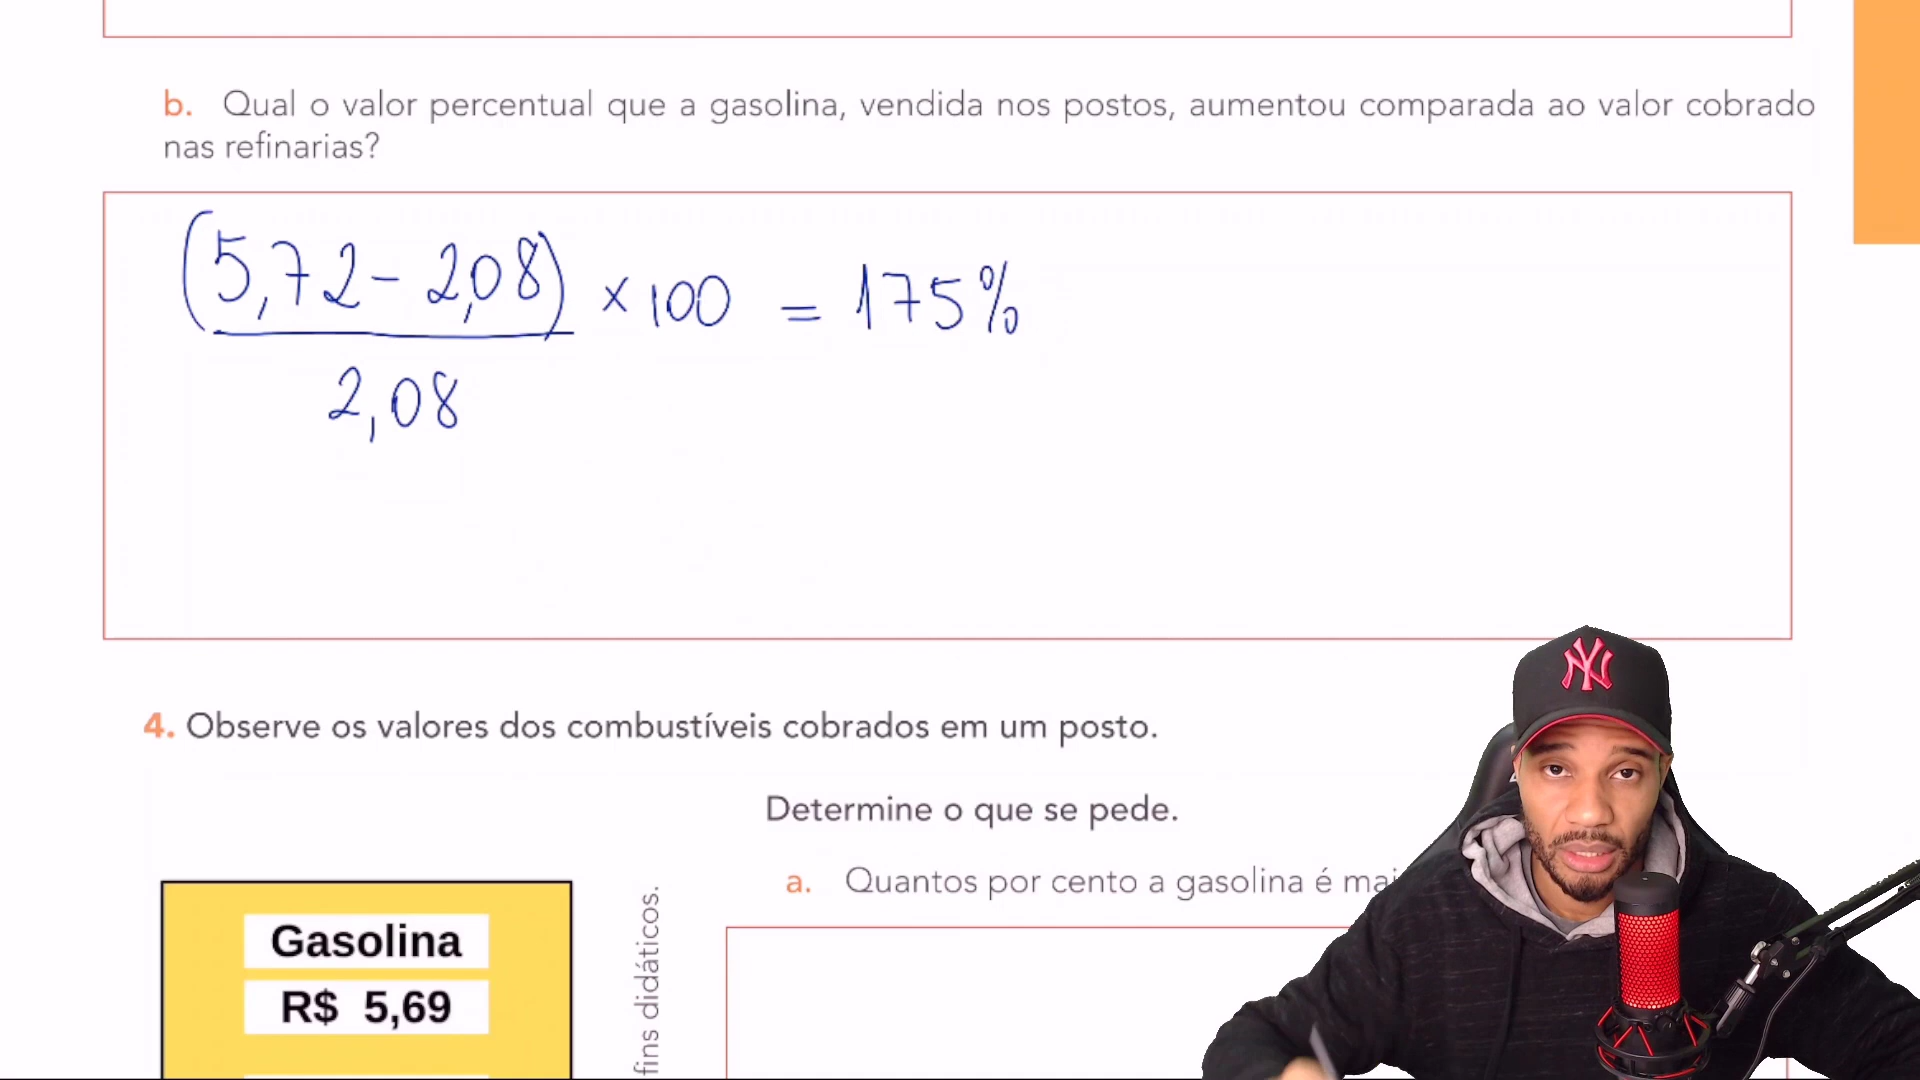 b. Qual o valor percentual que a gasolina, vendida nos postos, aumentou comparada ao valor cobrado
nas refinarias?
(5,72 - 2,08) × 100 = 175%
2,08
4. Observe os valores dos combustíveis cobrados em um posto.
Determine o que se pede.
a. Quantos por cento a gasolina é mai
Gasolina
R$ 5,69
fins didáticos.
NY